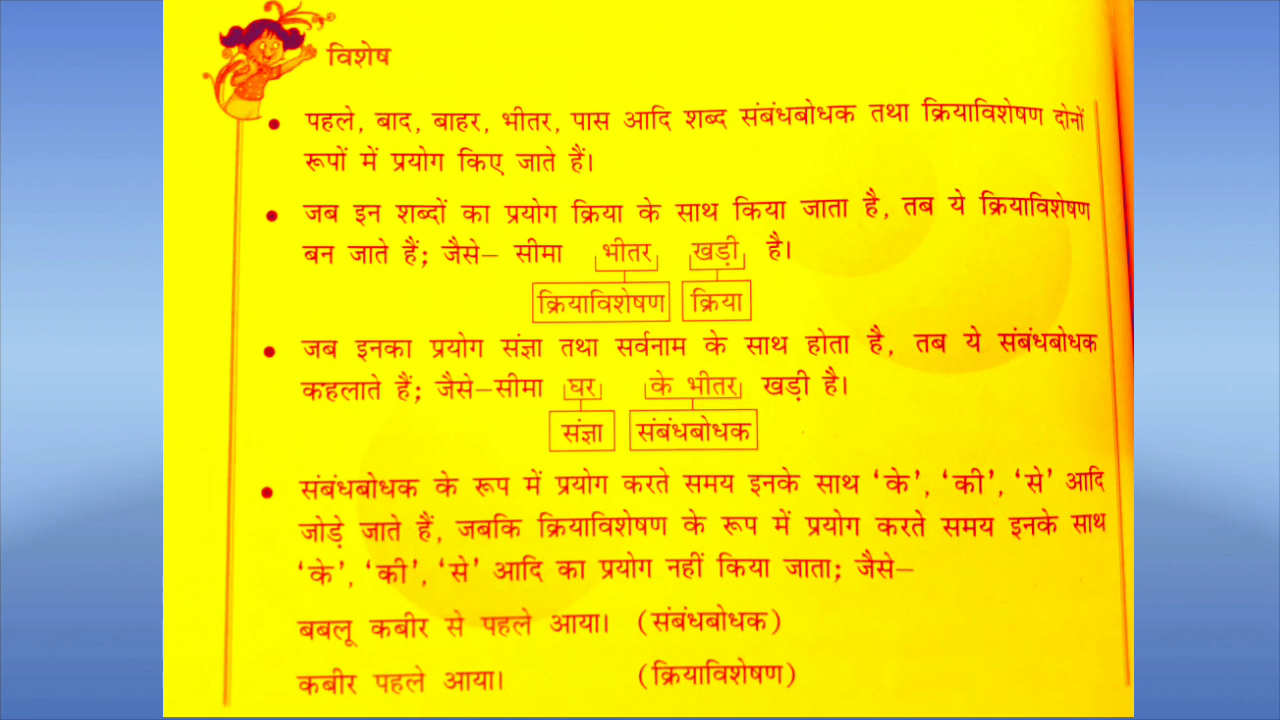 विशेष
• पहले, बाद, बाहर, भीतर, पास आदि शब्द संबंधबोधक तथा क्रियाविशेषण दोनों
रूपों में प्रयोग किए जाते हैं।
• जब इन शब्दों का प्रयोग क्रिया के साथ किया जाता है, तब ये क्रियाविशेषण
बन जाते हैं; जैसे– सीमा भीतर खड़ी है।
क्रियाविशेषण क्रिया
• जब इनका प्रयोग संज्ञा तथा सर्वनाम के साथ होता है, तब ये संबंधबोधक
कहलाते हैं; जैसे–सीमा घर के भीतर खड़ी है।
संज्ञा संबंधबोधक
• संबंधबोधक के रूप में प्रयोग करते समय इनके साथ ‘के’, ‘की’, ‘से’ आदि
जोड़े जाते हैं, जबकि क्रियाविशेषण के रूप में प्रयोग करते समय इनके साथ
‘के’, ‘की’, ‘से’ आदि का प्रयोग नहीं किया जाता; जैसे–
बबलू कबीर से पहले आया। (संबंधबोधक)
कबीर पहले आया। (क्रियाविशेषण)